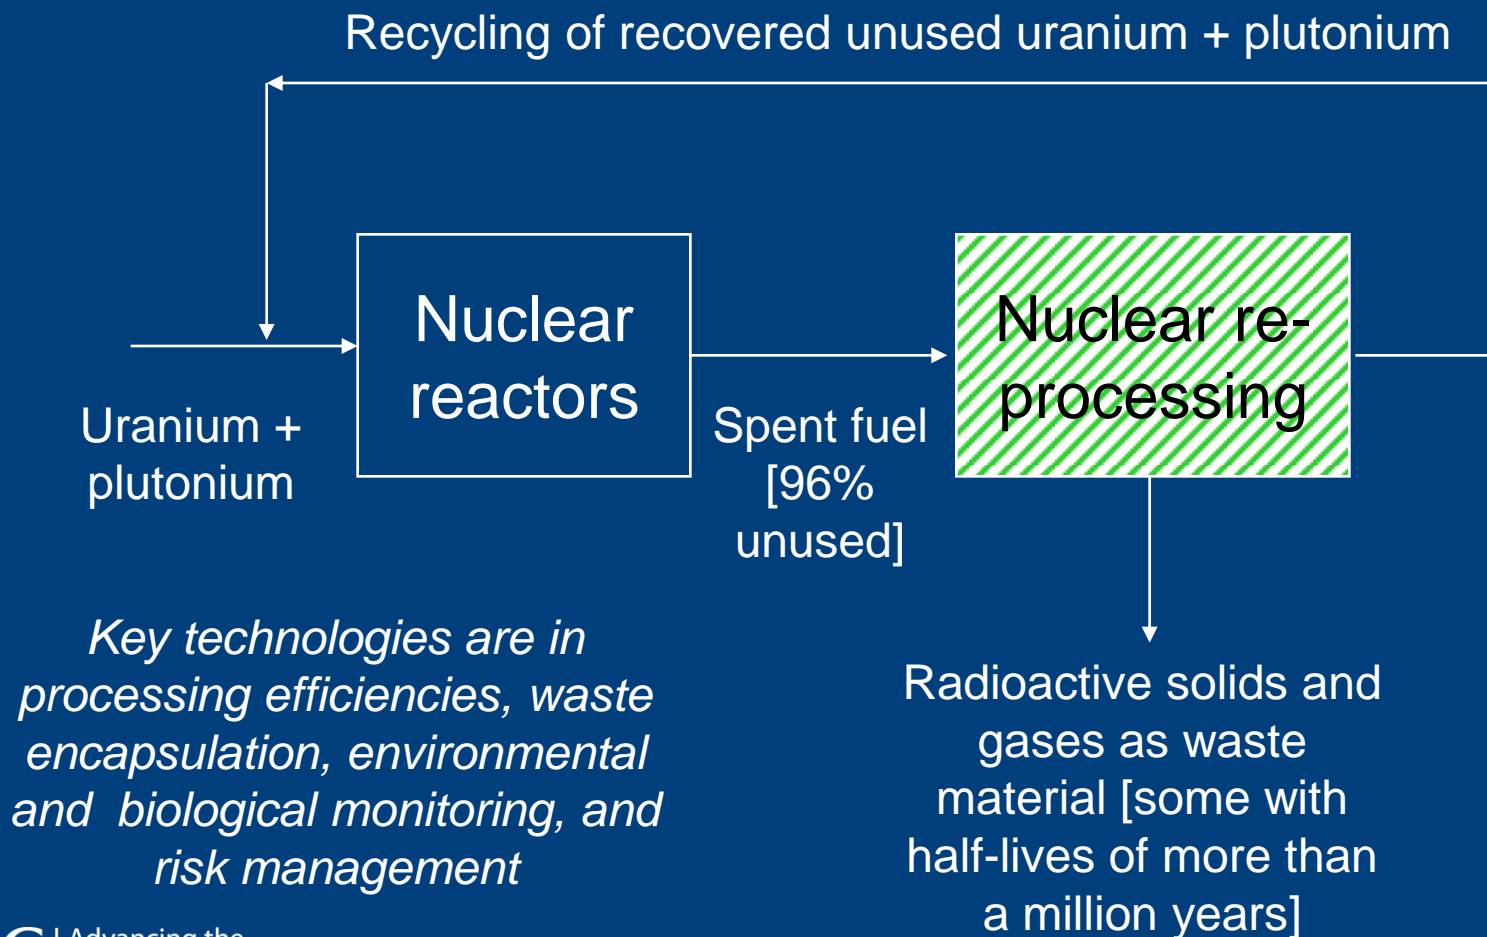 Recycling of recovered unused uranium + plutonium
Nuclear
reactors
Nuclear re-
processing
Uranium +
plutonium
Spent fuel
[96%
unused]
Key technologies are in
processing efficiencies, waste
encapsulation, environmental
and  biological monitoring, and
risk management
Radioactive solids and
gases as waste
material [some with
half-lives of more than
a million years]
Advancing the